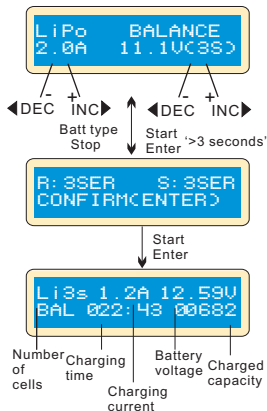 LiPo BALANCE
2.0A 11.1V(3S)
- + - +
◀DEC INC▶ ◀DEC INC▶
Batt type
Stop
Start
Enter '>3 seconds'
R:3SER S:3SER
CONFIRM(ENTER)
Start
Enter
Li3s 1.2A 12.59V
BAL 022:43 00682
Number
of
cells
Charging
time
Charging
current
Battery
voltage
Charged
capacity